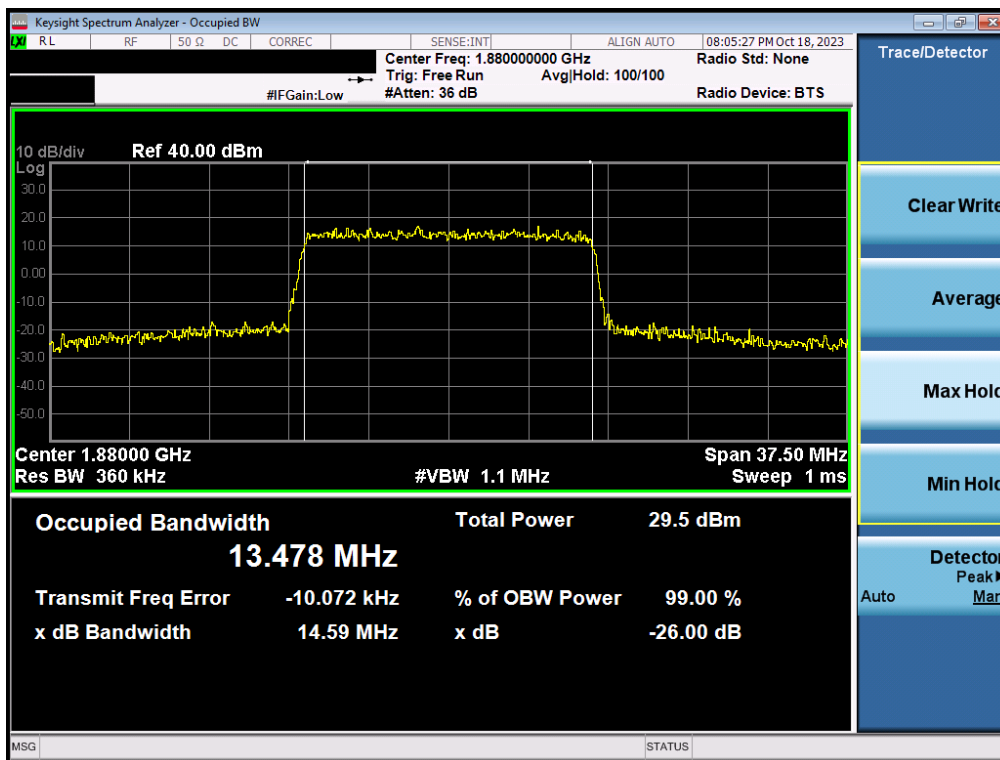 Keysight Spectrum Analyzer - Occupied BW
LXI RL RF 50 Ω DC CORREC SENSE:INT ALIGN AUTO 08:05:27 PM Oct 18, 2023
Center Freq: 1.880000000 GHz Radio Std: None
Trig: Free Run Avg|Hold: 100/100
#IFGain:Low #Atten: 36 dB Radio Device: BTS
Trace/Detector
10 dB/div Ref 40.00 dBm
Log
30.0
20.0
10.0
0.00
-10.0
-20.0
-30.0
-40.0
-50.0
Center 1.88000 GHz Span 37.50 MHz
Res BW 360 kHz #VBW 1.1 MHz Sweep 1 ms
Occupied Bandwidth Total Power 29.5 dBm
13.478 MHz
Transmit Freq Error -10.072 kHz % of OBW Power 99.00 %
x dB Bandwidth 14.59 MHz x dB -26.00 dB
Clear Write
Average
Max Hold
Min Hold
Detector
Peak
Auto Man
MSG STATUS